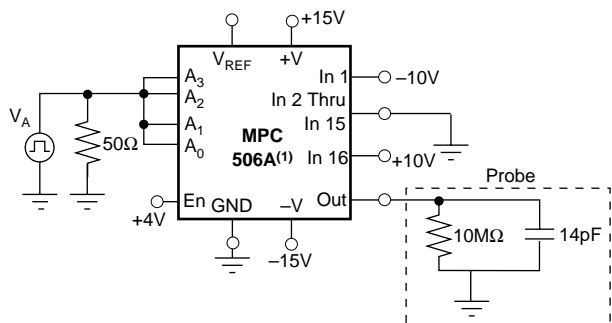 +15V
VREF
+V
A3
A2
A1
A0
In 1
–10V
In 2 Thru
In 15
VA
50Ω
MPC
506A(1)
In 16
+10V
En
GND
–V
Out
+4V
–15V
Probe
10MΩ
14pF